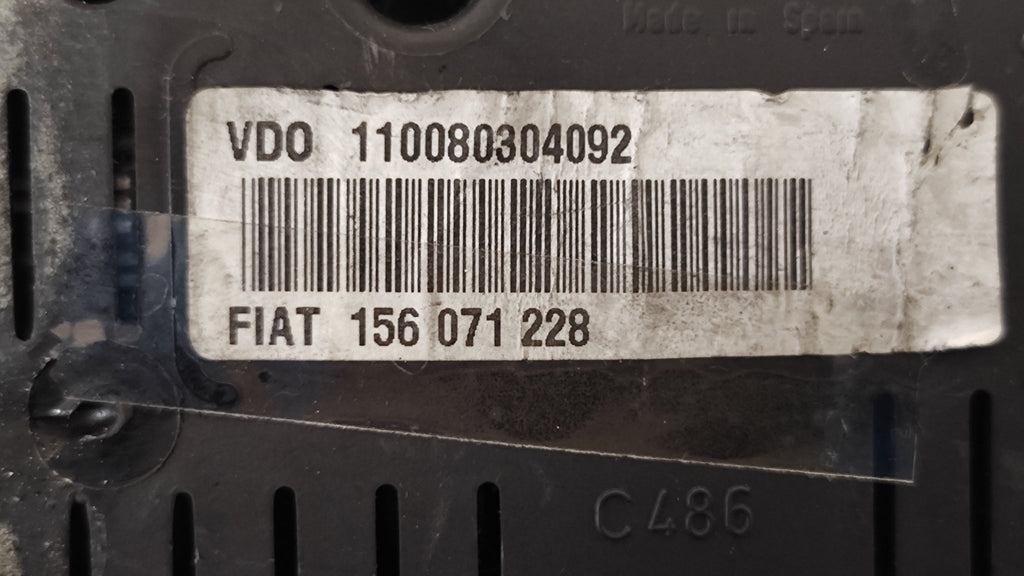 Made in Spain
VDO 110080304092
FIAT 156 071 228
C486